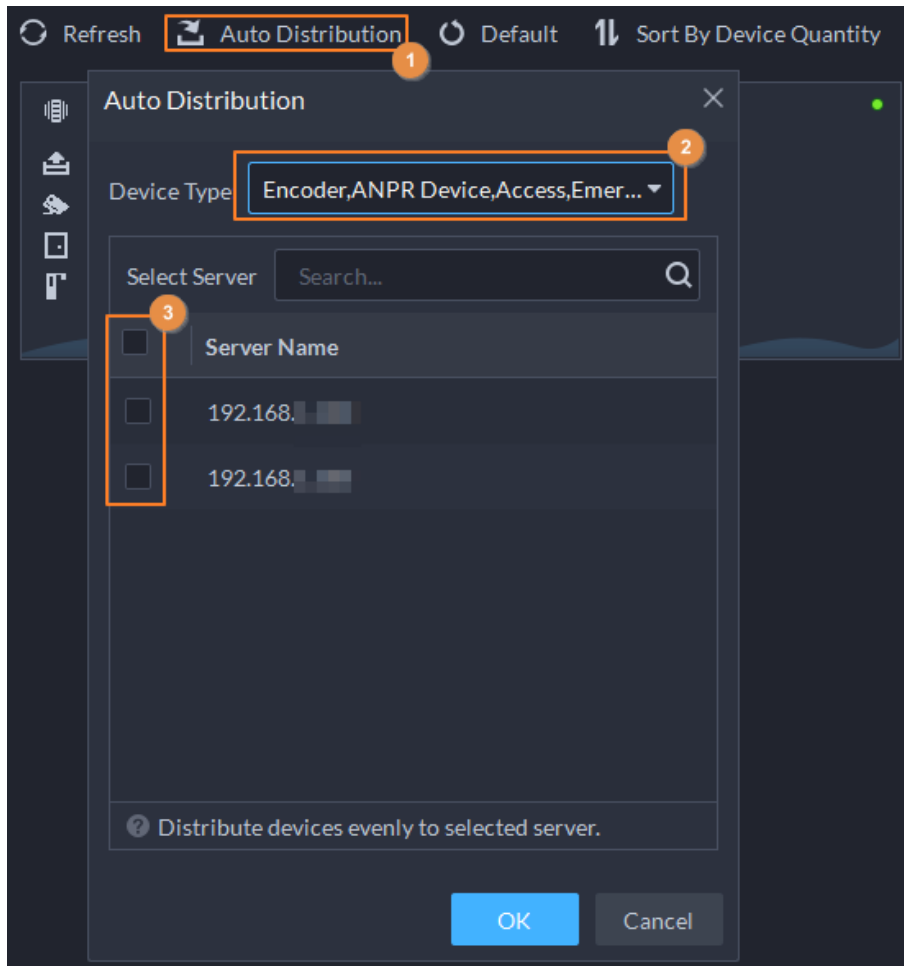 Refresh Auto Distribution Default Sort By Device Quantity
1
Auto Distribution
2
Device Type Encoder,ANPR Device,Access,Emer...
Select Server Search...
3
Server Name
192.168.
192.168.
Distribute devices evenly to selected server.
OK Cancel